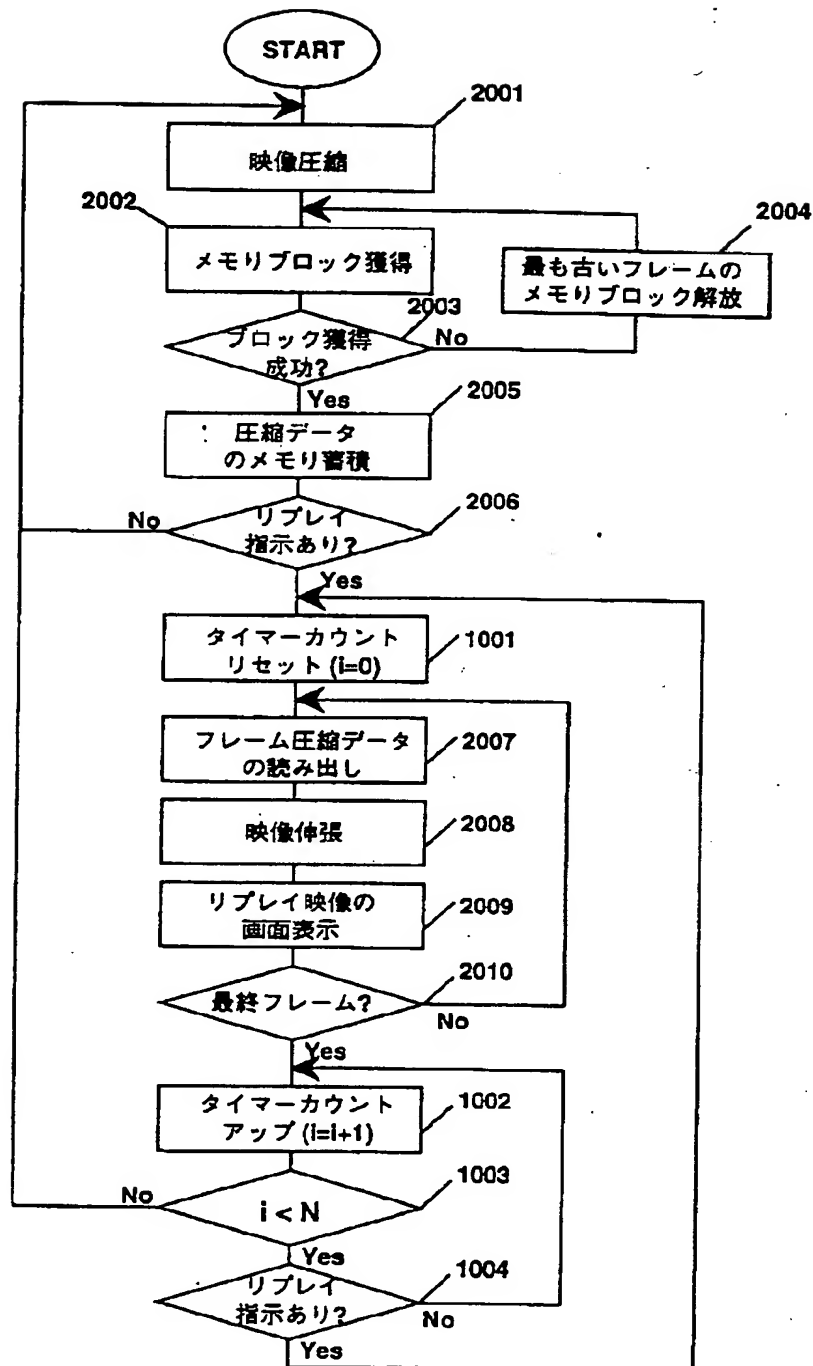 START
2001
映像圧縮
2002
メモリブロック獲得
2004
最も古いフレームの
メモリブロック解放
2003
ブロック獲得
成功?
No
Yes
2005
圧縮データ
のメモリ蓄積
2006
No
リプレイ
指示あり?
Yes
タイマーカウント
リセット (i=0)
1001
フレーム圧縮データ
の読み出し
2007
映像伸張
2008
リプレイ映像の
画面表示
2009
2010
最終フレーム?
No
Yes
タイマーカウント
アップ (i=i+1)
1002
1003
No
i < N
Yes
1004
リプレイ
指示あり?
No
Yes